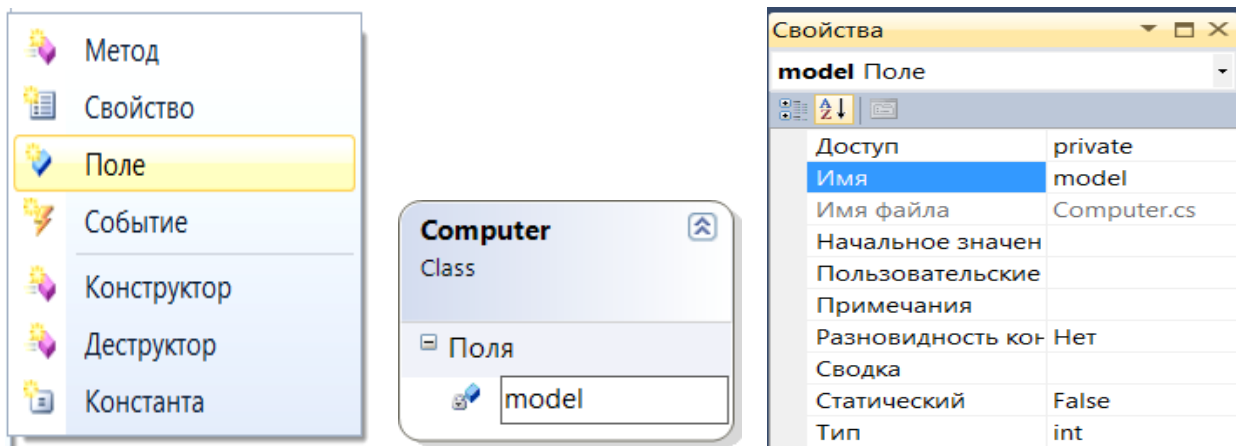 Метод
Свойство
Поле
Событие
Конструктор
Деструктор
Константа
Computer
Class
Поля
model
Свойства
model Поле
Доступ private
Имя model
Имя файла Computer.cs
Начальное значен
Пользовательские
Примечания
Разновидность кон Нет
Сводка
Статический False
Тип int